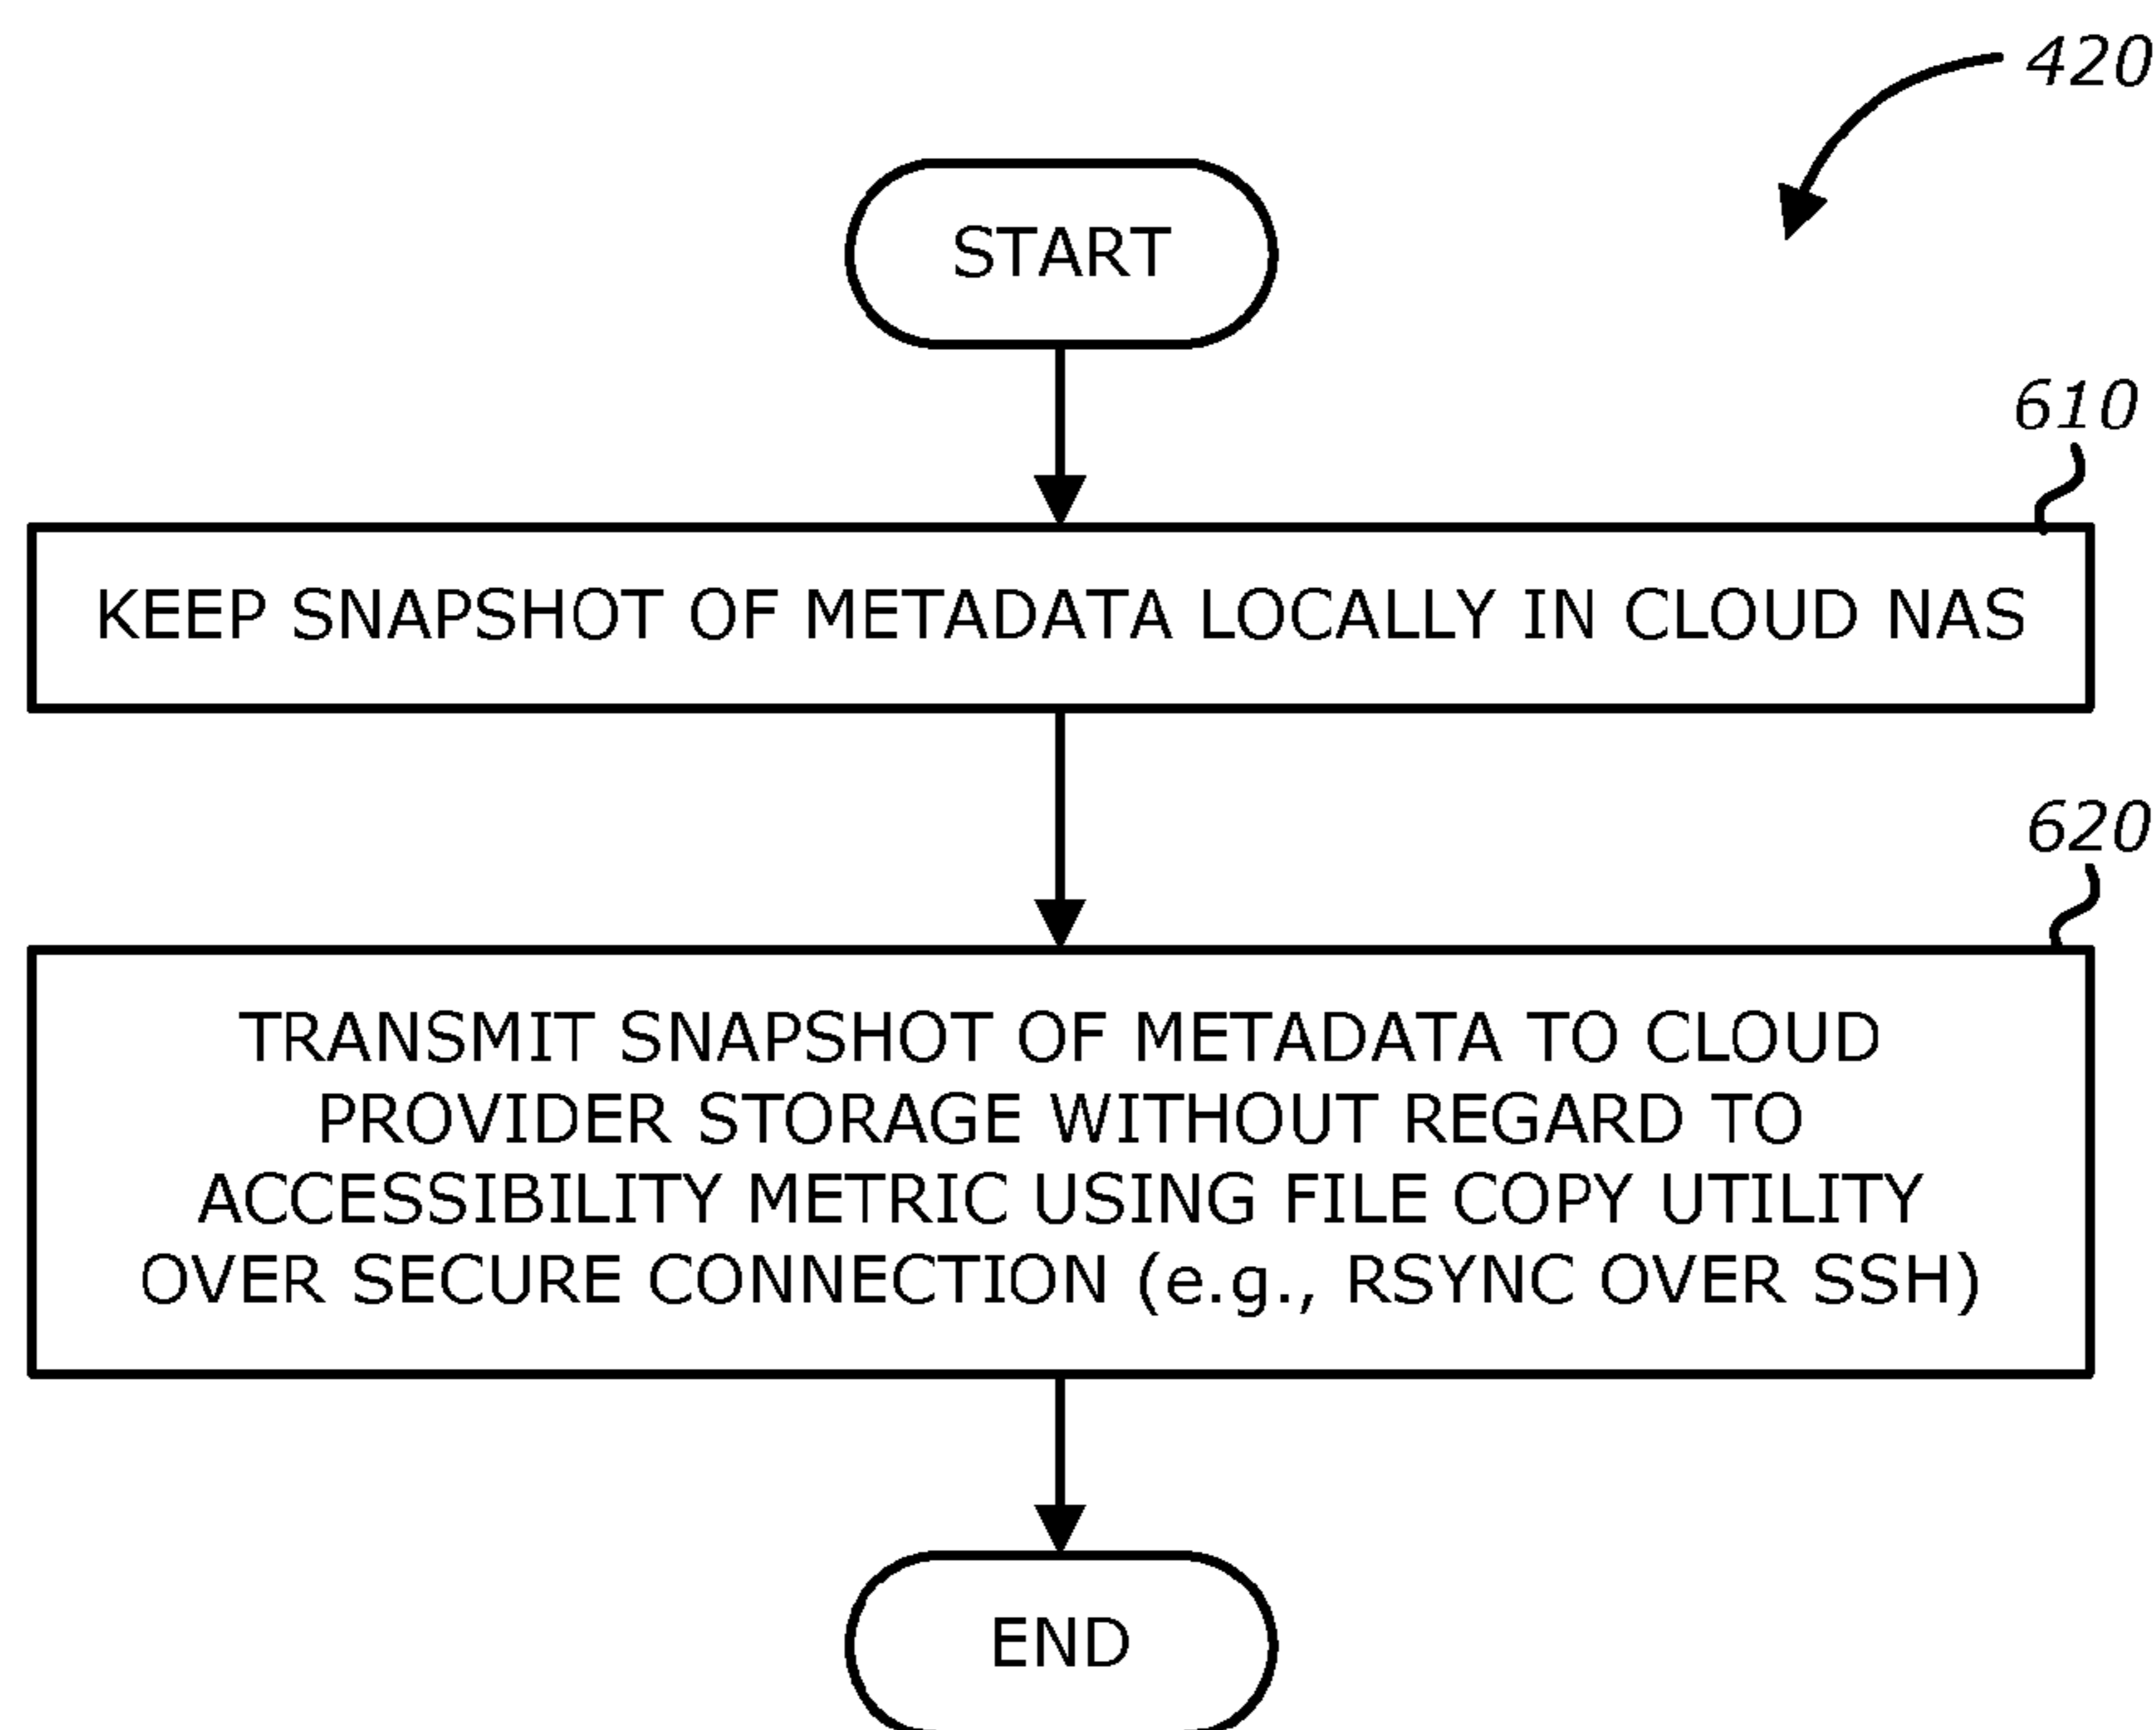 420
START
610
KEEP SNAPSHOT OF METADATA LOCALLY IN CLOUD NAS
620
TRANSMIT SNAPSHOT OF METADATA TO CLOUD
PROVIDER STORAGE WITHOUT REGARD TO
ACCESSIBILITY METRIC USING FILE COPY UTILITY
OVER SECURE CONNECTION (e.g., RSYNC OVER SSH)
END